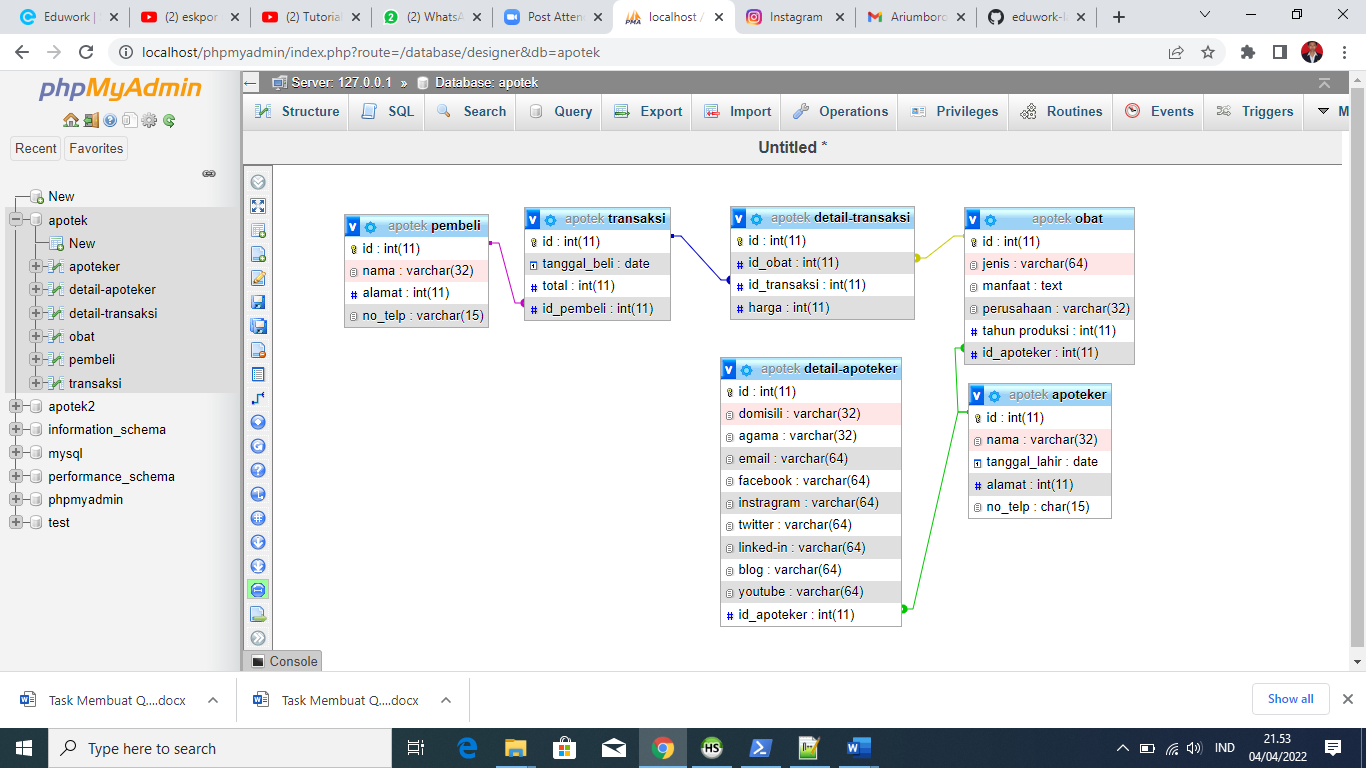 Eduwork |
(2) eskpor
(2) Tutorial
(2) WhatsA
Post Atten
localhost /
Instagram
Ariumboro
eduwork-l
localhost/phpmyadmin/index.php?route=/database/designer&db=apotek
phpMyAdmin
Recent
Favorites
New
apotek
New
apoteker
detail-apoteker
detail-transaksi
obat
pembeli
transaksi
apotek2
information_schema
mysql
performance_schema
phpmyadmin
test
Server: 127.0.0.1 » Database: apotek
Structure
SQL
Search
Query
Export
Import
Operations
Privileges
Routines
Events
Triggers
M
Untitled *
v apotek pembeli
id : int(11)
nama : varchar(32)
# alamat : int(11)
no_telp : varchar(15)
v apotek transaksi
id : int(11)
tanggal_beli : date
# total : int(11)
# id_pembeli : int(11)
v apotek detail-transaksi
id : int(11)
# id_obat : int(11)
# id_transaksi : int(11)
# harga : int(11)
v apotek obat
id : int(11)
jenis : varchar(64)
manfaat : text
perusahaan : varchar(32)
# tahun produksi : int(11)
# id_apoteker : int(11)
v apotek detail-apoteker
id : int(11)
domisili : varchar(32)
agama : varchar(32)
email : varchar(64)
facebook : varchar(64)
instragram : varchar(64)
twitter : varchar(64)
linked-in : varchar(64)
blog : varchar(64)
youtube : varchar(64)
# id_apoteker : int(11)
v apotek apoteker
id : int(11)
nama : varchar(32)
tanggal_lahir : date
# alamat : int(11)
no_telp : char(15)
Console
Task Membuat Q....docx
Task Membuat Q....docx
Show all
Type here to search
HS
IND
21.53
04/04/2022